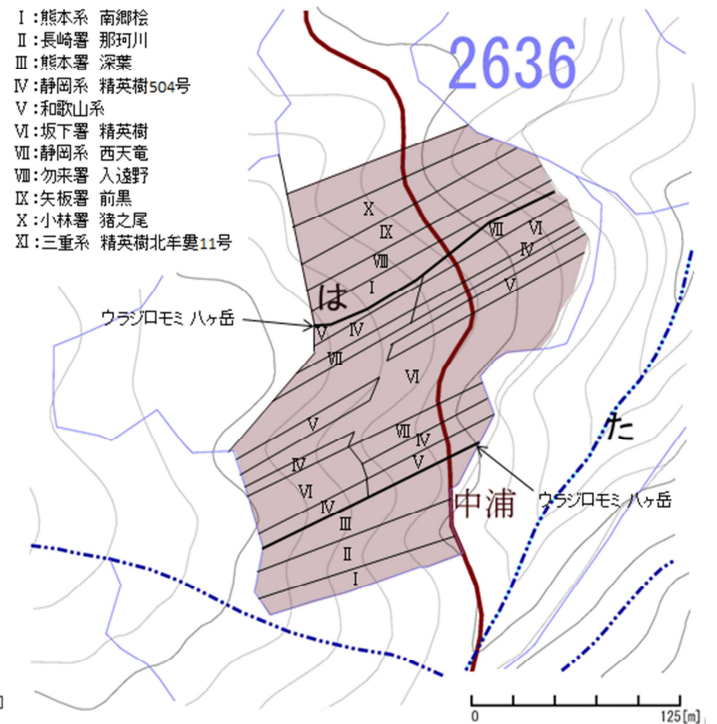 Ⅰ:熊本系 南郷桧
Ⅱ:長崎署 那珂川
Ⅲ:熊本署 深葉
Ⅳ:静岡系 精英樹504号
Ⅴ:和歌山系
Ⅵ:坂下署 精英樹
Ⅶ:静岡系 西天竜
Ⅷ:勿来署 入遠野
Ⅸ:矢板署 前黒
Ⅹ:小林署 猪之尾
Ⅺ:三重系 精英樹北牟婁11号
2636
Ⅹ
Ⅸ
Ⅷ
Ⅰ
Ⅶ
Ⅵ
Ⅳ
Ⅴ
は
ウラジロモミ 八ヶ岳
Ⅴ
Ⅳ
Ⅶ
Ⅵ
Ⅴ
Ⅶ
Ⅳ
Ⅴ
Ⅳ
Ⅵ
Ⅳ
Ⅲ
Ⅱ
Ⅰ
た
中浦
ウラジロモミ 八ヶ岳
0 125[m]
]